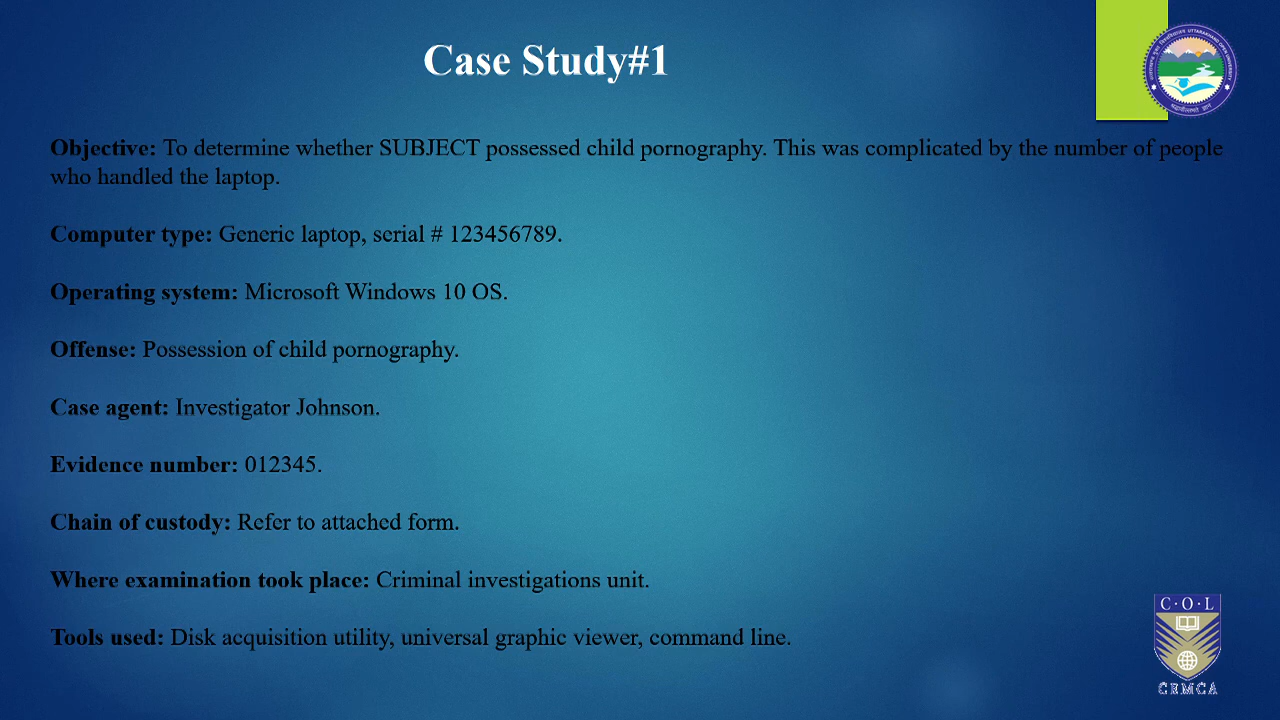 Case Study#1
UTTARAKHAND OPEN UNIVERSITY
Objective: To determine whether SUBJECT possessed child pornography. This was complicated by the number of people
who handled the laptop.
Computer type: Generic laptop, serial # 123456789.
Operating system: Microsoft Windows 10 OS.
Offense: Possession of child pornography.
Case agent: Investigator Johnson.
Evidence number: 012345.
Chain of custody: Refer to attached form.
Where examination took place: Criminal investigations unit.
Tools used: Disk acquisition utility, universal graphic viewer, command line.
C·O·L
CEMCA